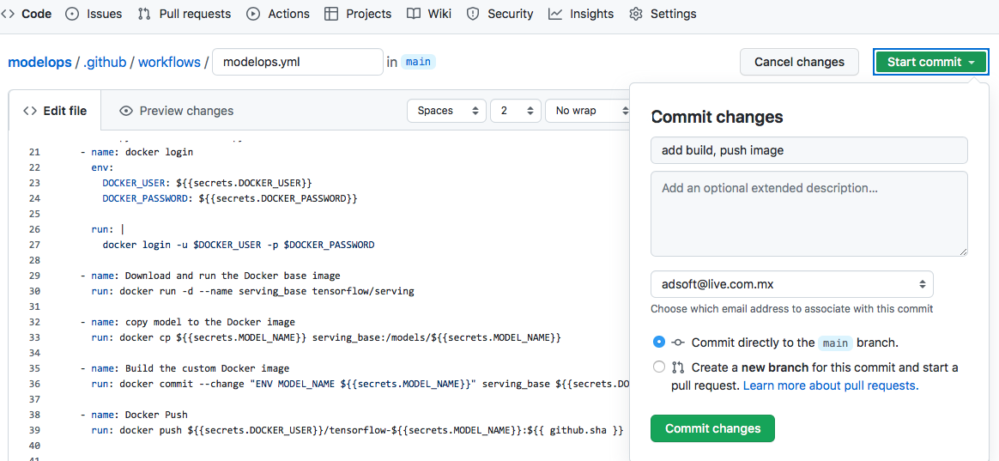 <> Code Issues Pull requests Actions Projects Wiki Security Insights Settings
modelops / .github / workflows / modelops.yml in main Cancel changes Start commit
<> Edit file Preview changes Spaces 2 No wrap
21 - name: docker login
22 env:
23 DOCKER_USER: ${{secrets.DOCKER_USER}}
24 DOCKER_PASSWORD: ${{secrets.DOCKER_PASSWORD}}
25
26 run: |
27 docker login -u $DOCKER_USER -p $DOCKER_PASSWORD
28
29 - name: Download and run the Docker base image
30 run: docker run -d --name serving_base tensorflow/serving
31
32 - name: copy model to the Docker image
33 run: docker cp ${{secrets.MODEL_NAME}} serving_base:/models/${{secrets.MODEL_NAME}}
34
35 - name: Build the custom Docker image
36 run: docker commit --change "ENV MODEL_NAME ${{secrets.MODEL_NAME}}" serving_base ${{secrets.DO
37
38 - name: Docker Push
39 run: docker push ${{secrets.DOCKER_USER}}/tensorflow-${{secrets.MODEL_NAME}}:${{ github.sha }}
40
41
Commit changes
add build, push image
Add an optional extended description...
adsoft@live.com.mx
Choose which email address to associate with this commit
Commit directly to the main branch.
Create a new branch for this commit and start a
pull request. Learn more about pull requests.
Commit changes